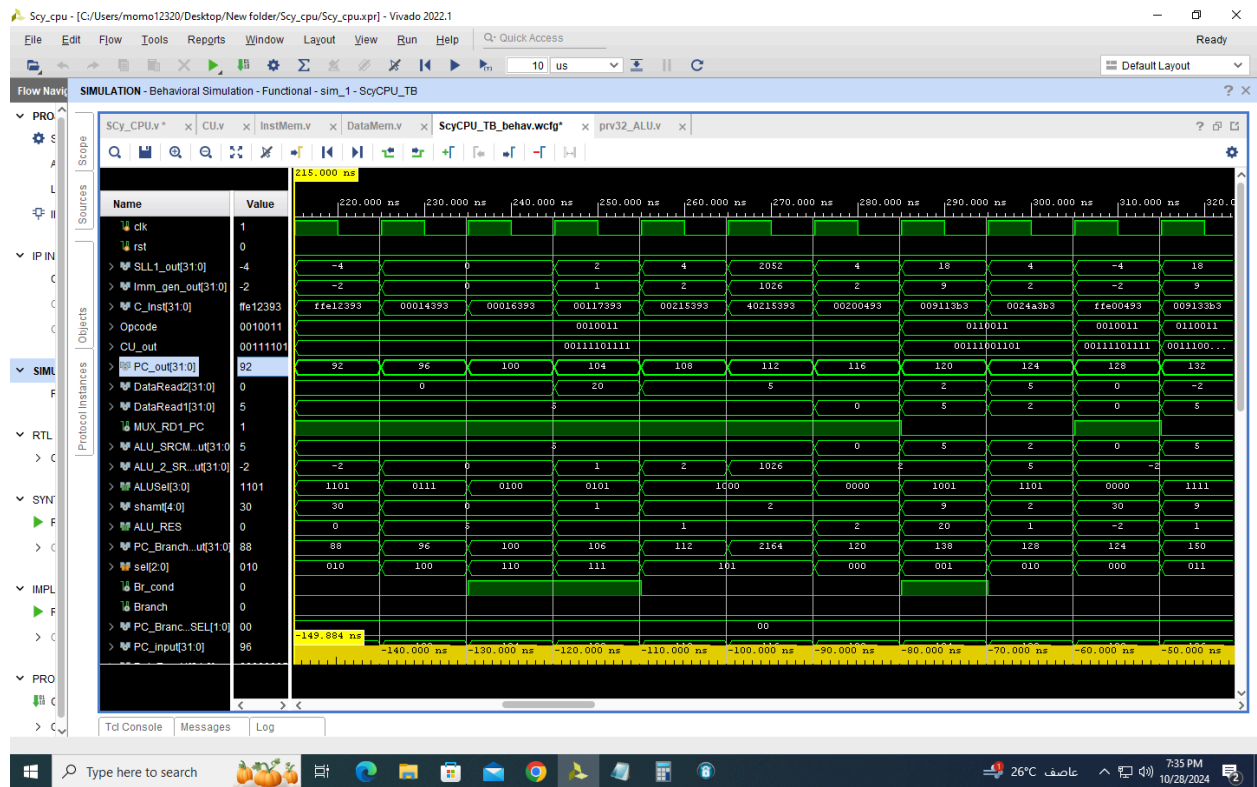 Scy_cpu - [C:/Users/momo12320/Desktop/New folder/Scy_cpu/Scy_cpu.xpr] - Vivado 2022.1
File Edit Flow Tools Reports Window Layout View Run Help Q- Quick Access Ready
10 us Default Layout
Flow Navig SIMULATION - Behavioral Simulation - Functional - sim_1 - ScyCPU_TB ? X
SCy_CPU.v * x CU.v x InstMem.v x DataMem.v x ScyCPU_TB_behav.wcfg* x prv32_ALU.v x
215.000 ns
Name Value 220.000 ns 230.000 ns 240.000 ns 250.000 ns 260.000 ns 270.000 ns 280.000 ns 290.000 ns 300.000 ns 310.000 ns 320.0
clk 1
rst 0
SLL1_out[31:0] -4 -4 0 2 4 2052 4 18 4 -4 18
Imm_gen_out[31:0] -2 -2 0 1 2 1026 2 9 2 -2 9
C_Inst[31:0] ffe12393 ffe12393 00014393 00016393 00117393 00215393 40215393 00200493 009113b3 0024a3b3 ffe00493 009133b3
Opcode 0010011 0010011 0110011 0010011 0110011
CU_out 00111101 00111101111 00111001101 00111101111 0011100...
PC_out[31:0] 92 92 96 100 104 108 112 116 120 124 128 132
DataRead2[31:0] 0 0 20 5 2 5 0 -2
DataRead1[31:0] 5 5 0 5 2 0 5
MUX_RD1_PC 1
ALU_SRCM...ut[31:0 5 5 0 5 2 0 5
ALU_2_SR...ut[31:0] -2 -2 0 1 2 1026 2 5 -2
ALUSel[3:0] 1101 1101 0111 0100 0101 1000 0000 1001 1101 0000 1111
shamt[4:0] 30 30 0 1 2 9 2 30 9
ALU_RES 0 0 5 1 2 20 1 -2 1
PC_Branch...ut[31:0] 88 88 96 100 106 112 2164 120 138 128 124 150
sel[2:0] 010 010 100 110 111 101 000 001 010 000 011
Br_cond 0
Branch 0
PC_Branc...SEL[1:0] 00 00
PC_input[31:0] 96
-149.884 ns
-140.000 ns -130.000 ns -120.000 ns -110.000 ns -100.000 ns -90.000 ns -80.000 ns -70.000 ns -60.000 ns -50.000 ns
PRO
IP IN
SIMU
RTL
SYN
IMPL
PRO
Scope
Sources
Objects
Protocol Instances
Tcl Console Messages Log
Type here to search 26°C عاصف 7:35 PM
10/28/2024 2